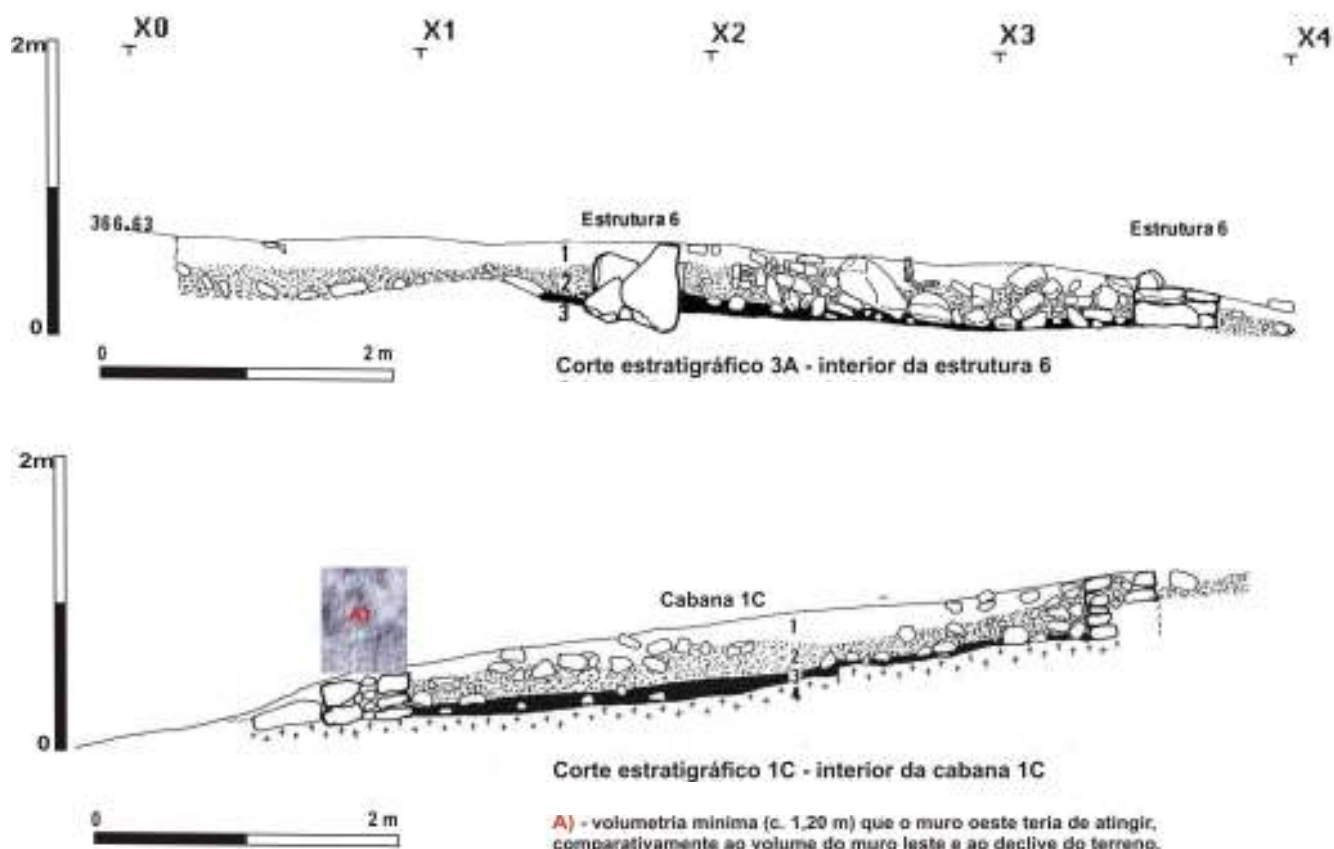 X0 X1 X2 X3 X4
2m
366.63
Estrutura 6
Estrutura 6
1
2
3
0
0 2 m
Corte estratigráfico 3A - interior da estrutura 6
2m
A)
Cabana 1C
1
2
3
4
0
Corte estratigráfico 1C - interior da cabana 1C
0 2 m
A) - volumetria mínima (c. 1,20 m) que o muro oeste teria de atingir,
comparativamente ao volume do muro leste e ao declive do terreno.